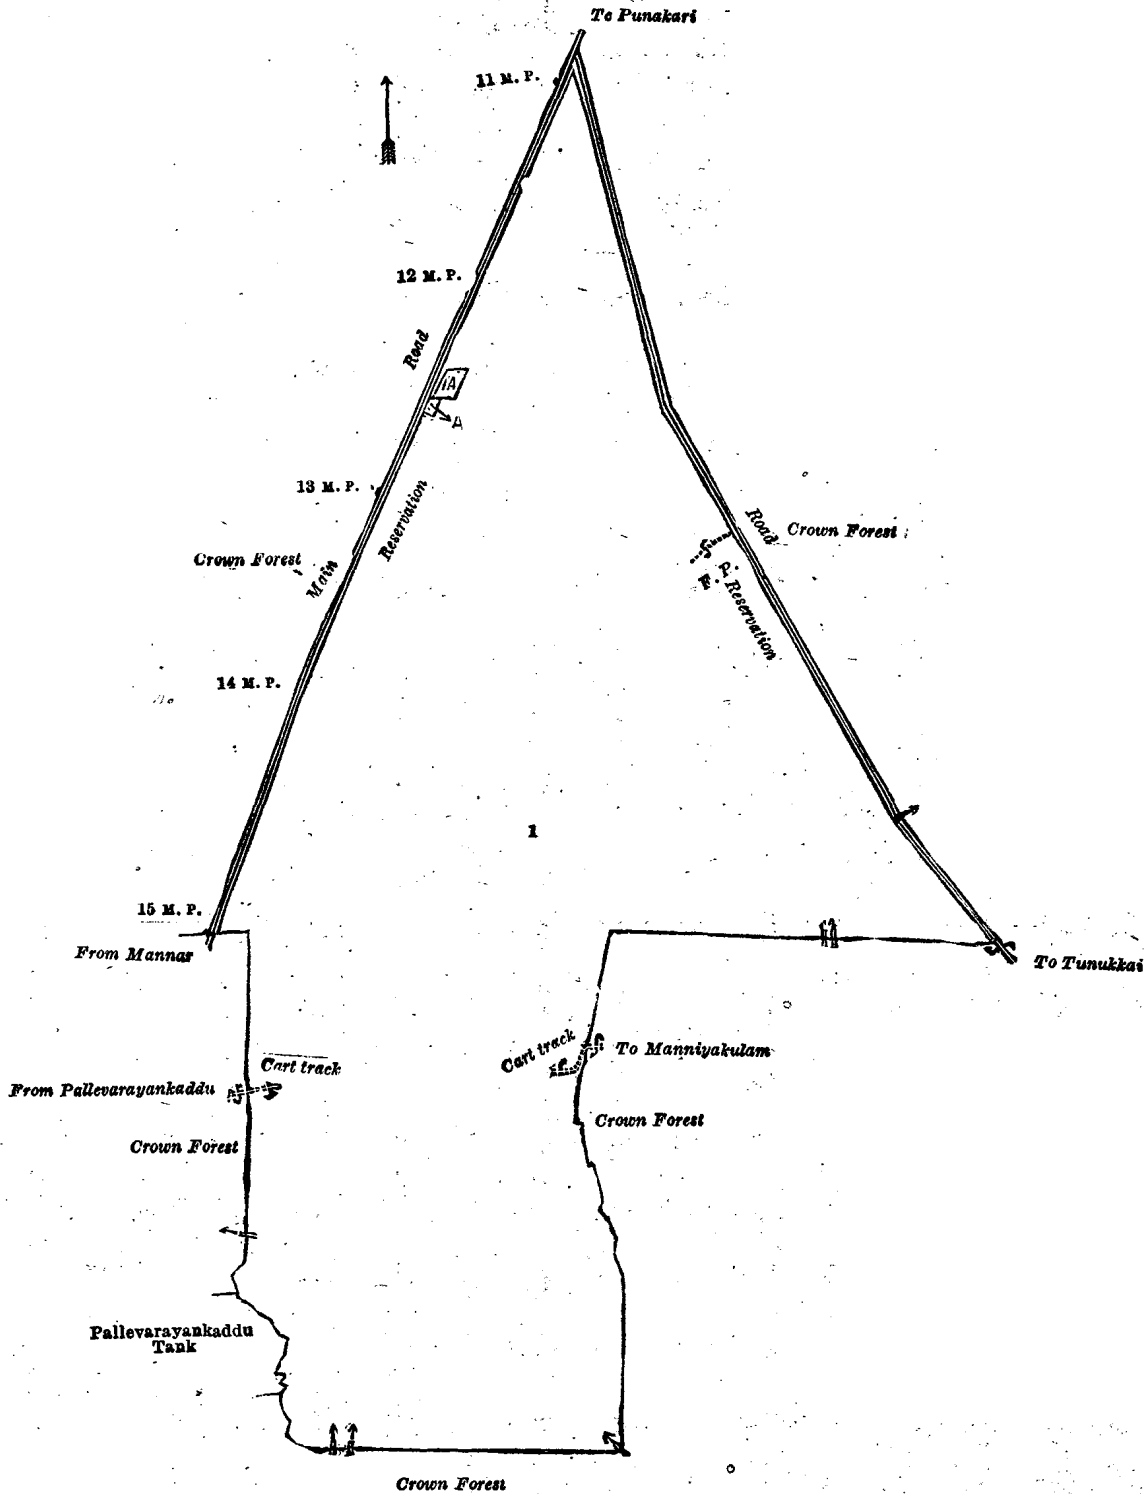 To Punakari
11 M. P.
12 M. P.
Road
1A
A
13 M. P.
Reservation
Crown Forest
Main
Road
Crown Forest
F. P.
Reservation
14 M. P.
1
15 M. P.
From Mannar
To Tunukkai
Cart track
To Manniyakulam
Cart track
From Pallevarayankaddu
Crown Forest
Crown Forest
Pallevarayankaddu
Tank
Crown Forest